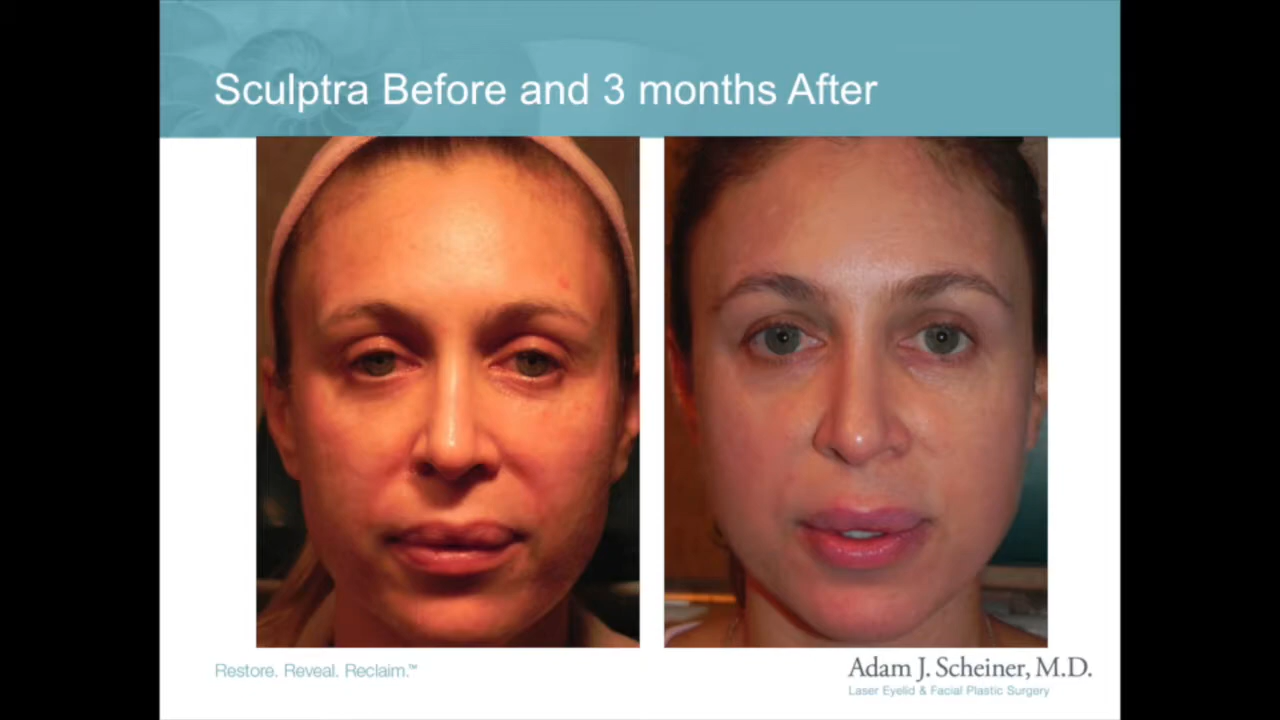 Sculptra Before and 3 months After
Restore. Reveal. Reclaim.™
Adam J. Scheiner, M.D.
Laser Eyelid & Facial Plastic Surgery